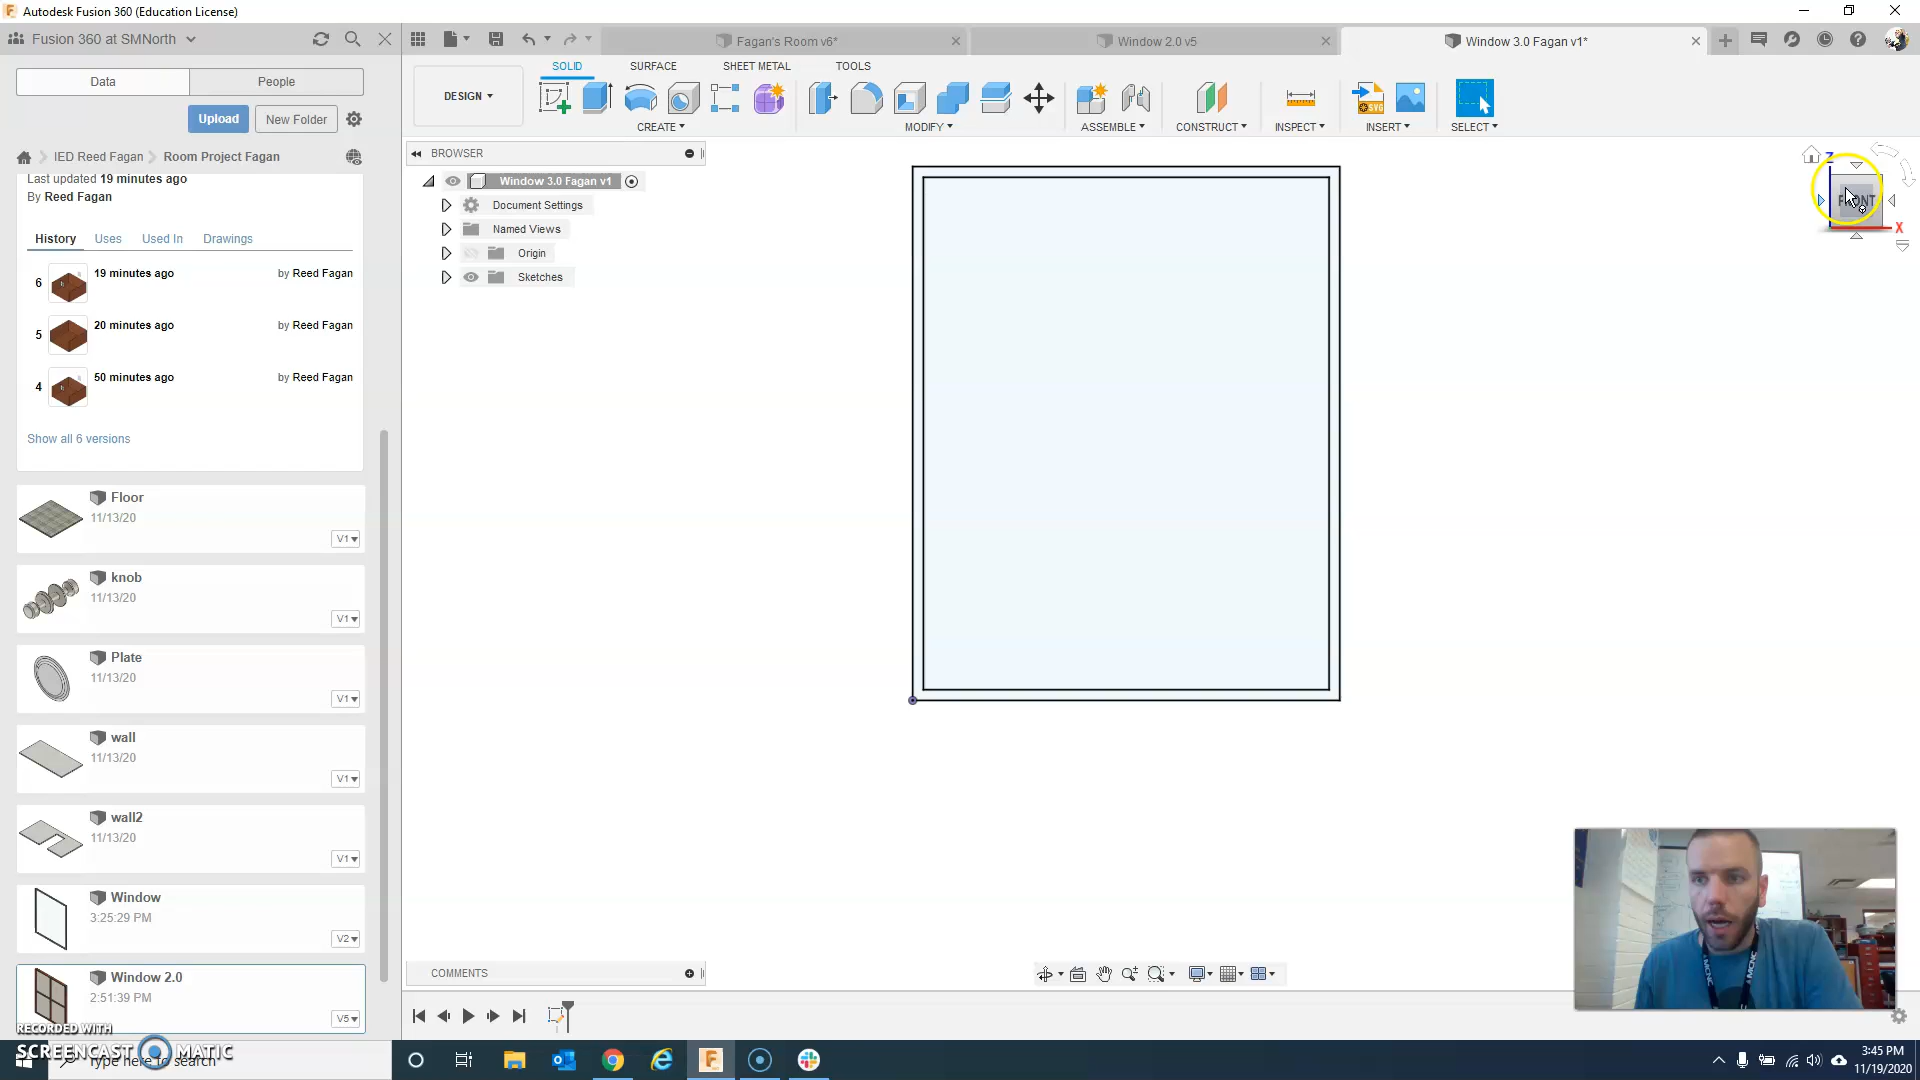 Autodesk Fusion 360 (Education License)
Fusion 360 at SMNorth
Fagan's Room v6*
Window 2.0 v5
Window 3.0 Fagan v1*
SOLID
SURFACE
SHEET METAL
TOOLS
Data
People
DESIGN
Upload
New Folder
CREATE
MODIFY
ASSEMBLE
CONSTRUCT
INSPECT
INSERT
SELECT
IED Reed Fagan
Room Project Fagan
BROWSER
Last updated 19 minutes ago
By Reed Fagan
Window 3.0 Fagan v1
Document Settings
Named Views
Origin
Sketches
Z
FRONT
X
History
Uses
Used In
Drawings
6
19 minutes ago
by Reed Fagan
5
20 minutes ago
by Reed Fagan
4
50 minutes ago
by Reed Fagan
Show all 6 versions
Floor
11/13/20
V1
knob
11/13/20
V1
Plate
11/13/20
V1
wall
11/13/20
V1
wall2
11/13/20
V1
Window
3:25:29 PM
V2
Window 2.0
2:51:39 PM
V5
COMMENTS
RECORDED WITH
SCREENCAST MATIC
Type here to search
3:45 PM
11/19/2020
MCNC